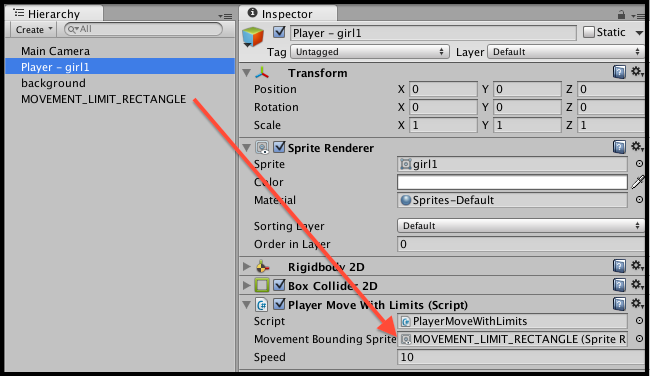 Hierarchy
Create All
Main Camera
Player - girl1
background
MOVEMENT_LIMIT_RECTANGLE
Inspector
Player - girl1 Static
Tag Untagged Layer Default
Transform
Position X 0 Y 0 Z 0
Rotation X 0 Y 0 Z 0
Scale X 1 Y 1 Z 1
Sprite Renderer
Sprite girl1
Color
Material Sprites-Default
Sorting Layer Default
Order in Layer 0
Rigidbody 2D
Box Collider 2D
C# Player Move With Limits (Script)
Script PlayerMoveWithLimits
Movement Bounding Sprite MOVEMENT_LIMIT_RECTANGLE (Sprite R
Speed 10